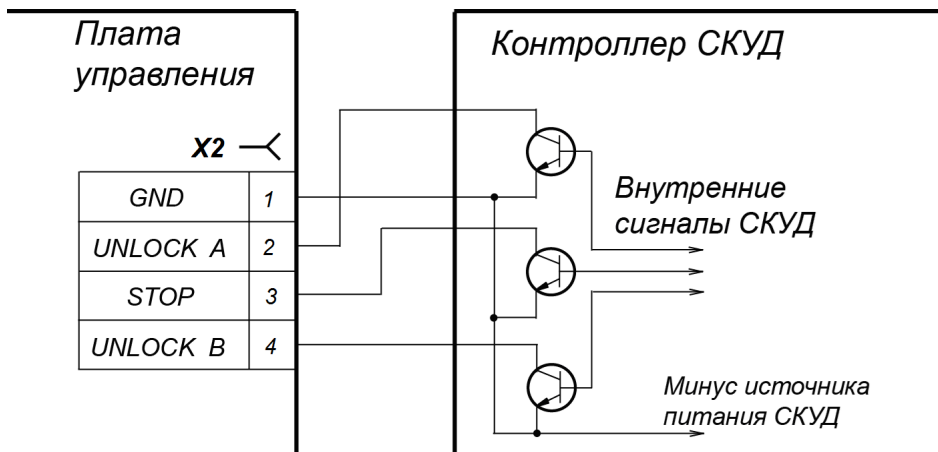 Плата
управления
Контроллер СКУД
X2
GND 1
UNLOCK A 2
STOP 3
UNLOCK B 4
Внутренние
сигналы СКУД
Минус источника
питания СКУД